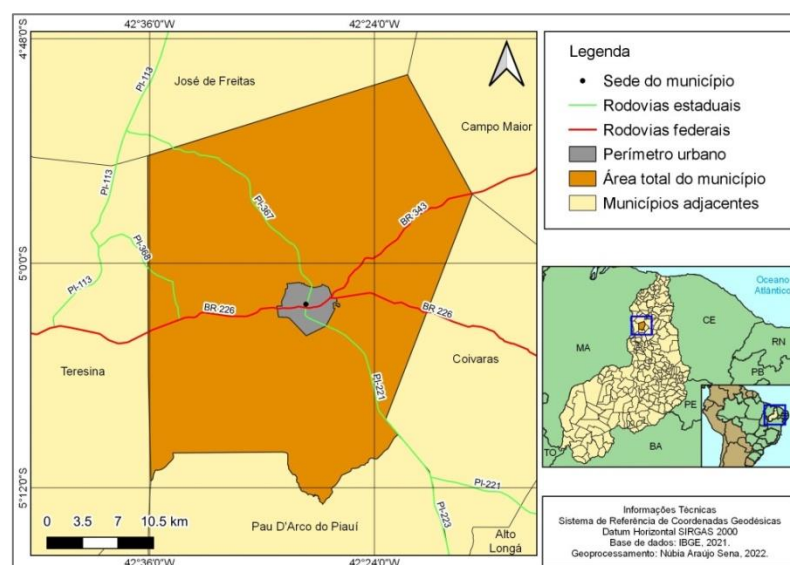 42°36'0"W
42°24'0"W
4°48'0"S
PI-113
José de Freitas
Campo Maior
PI-113
PI-367
BR 343
PI-368
5°0'0"S
PI-113
BR 226
BR 226
Teresina
Coivaras
PI-221
PI-221
5°12'0"S
PI-223
0 3.5 7 10.5 km
Pau D'Arco do Piauí
Alto
Longá
42°36'0"W
42°24'0"W
Legenda
Sede do município
Rodovias estaduais
Rodovias federais
Perímetro urbano
Área total do município
Municípios adjacentes
Oceano
Atlântico
CE
MA
RN
PB
PE
TO
BA
Informações Técnicas
Sistema de Referência de Coordenadas Geodésicas
Datum Horizontal SIRGAS 2000
Base de dados: IBGE, 2021.
Geoprocessamento: Núbia Araújo Sena, 2022.